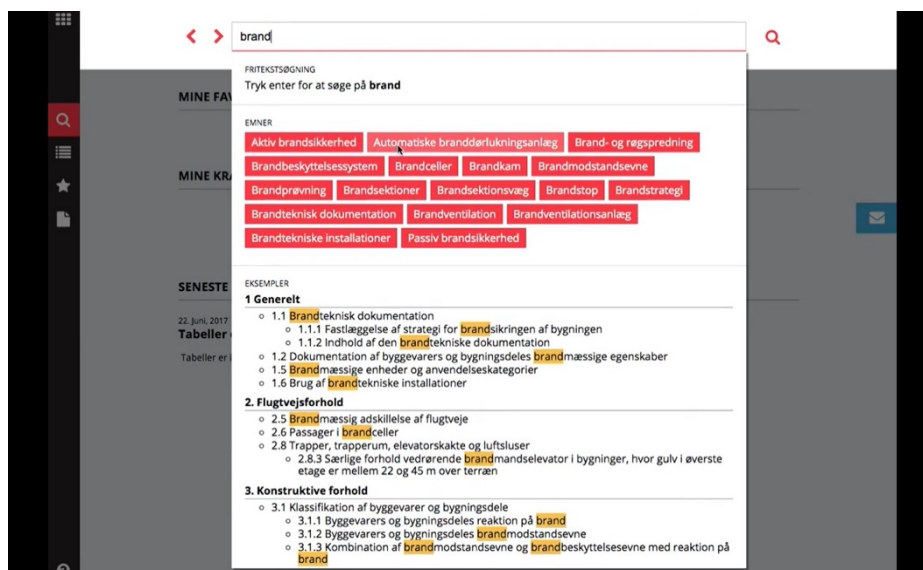 brand
FRITEKSTSØGNING
Tryk enter for at søge på brand
MINE FAV
EMNER
Aktiv brandsikkerhed Automatiske branddørlukningsanlæg Brand- og røgspredning
Brandbeskyttelsessystem Brandceller Brandkam Brandmodstandsevne
MINE KRA
Brandprøvning Brandsektioner Brandsektionsvæg Brandstop Brandstrategi
Brandteknisk dokumentation Brandventilation Brandventilationsanlæg
Brandtekniske installationer Passiv brandsikkerhed
SENESTE
EKSEMPLER
1 Generelt
1.1 Brandteknisk dokumentation
22. Juni, 2017
1.1.1 Fastlæggelse af strategi for brandsikringen af bygningen
Tabeller
1.1.2 Indhold af den brandtekniske dokumentation
Tabeller er i
1.2 Dokumentation af byggevarers og bygningsdeles brandmæssige egenskaber
1.5 Brandmæssige enheder og anvendelseskategorier
1.6 Brug af brandtekniske installationer
2. Flugtvejsforhold
2.5 Brandmæssig adskillelse af flugtveje
2.6 Passager i brandceller
2.8 Trapper, trapperum, elevatorskakte og luftsluser
2.8.3 Særlige forhold vedrørende brandmandselevator i bygninger, hvor gulv i øverste
etage er mellem 22 og 45 m over terræn
3. Konstruktive forhold
3.1 Klassifikation af byggevarer og bygningsdele
3.1.1 Byggevarers og bygningsdeles reaktion på brand
3.1.2 Byggevarers og bygningsdeles brandmodstandsevne
3.1.3 Kombination af brandmodstandsevne og brandbeskyttelsesevne med reaktion på
brand